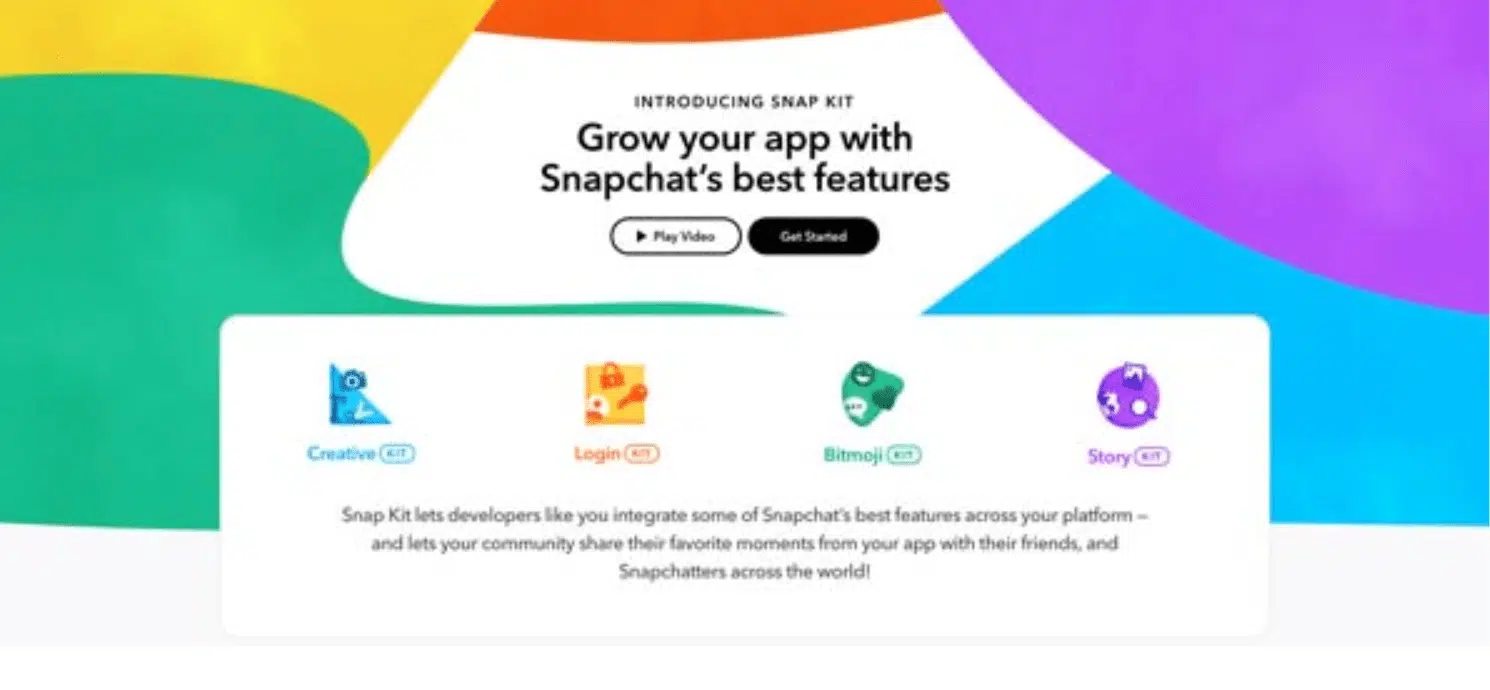 INTRODUCING SNAP KIT
Grow your app with
Snapchat's best features
Play Video
Get Started
Creative KIT
Login KIT
Bitmoji KIT
Story KIT
Snap Kit lets developers like you integrate some of Snapchat's best features across your platform –
and lets your community share their favorite moments from your app with their friends, and
Snapchatters across the world!